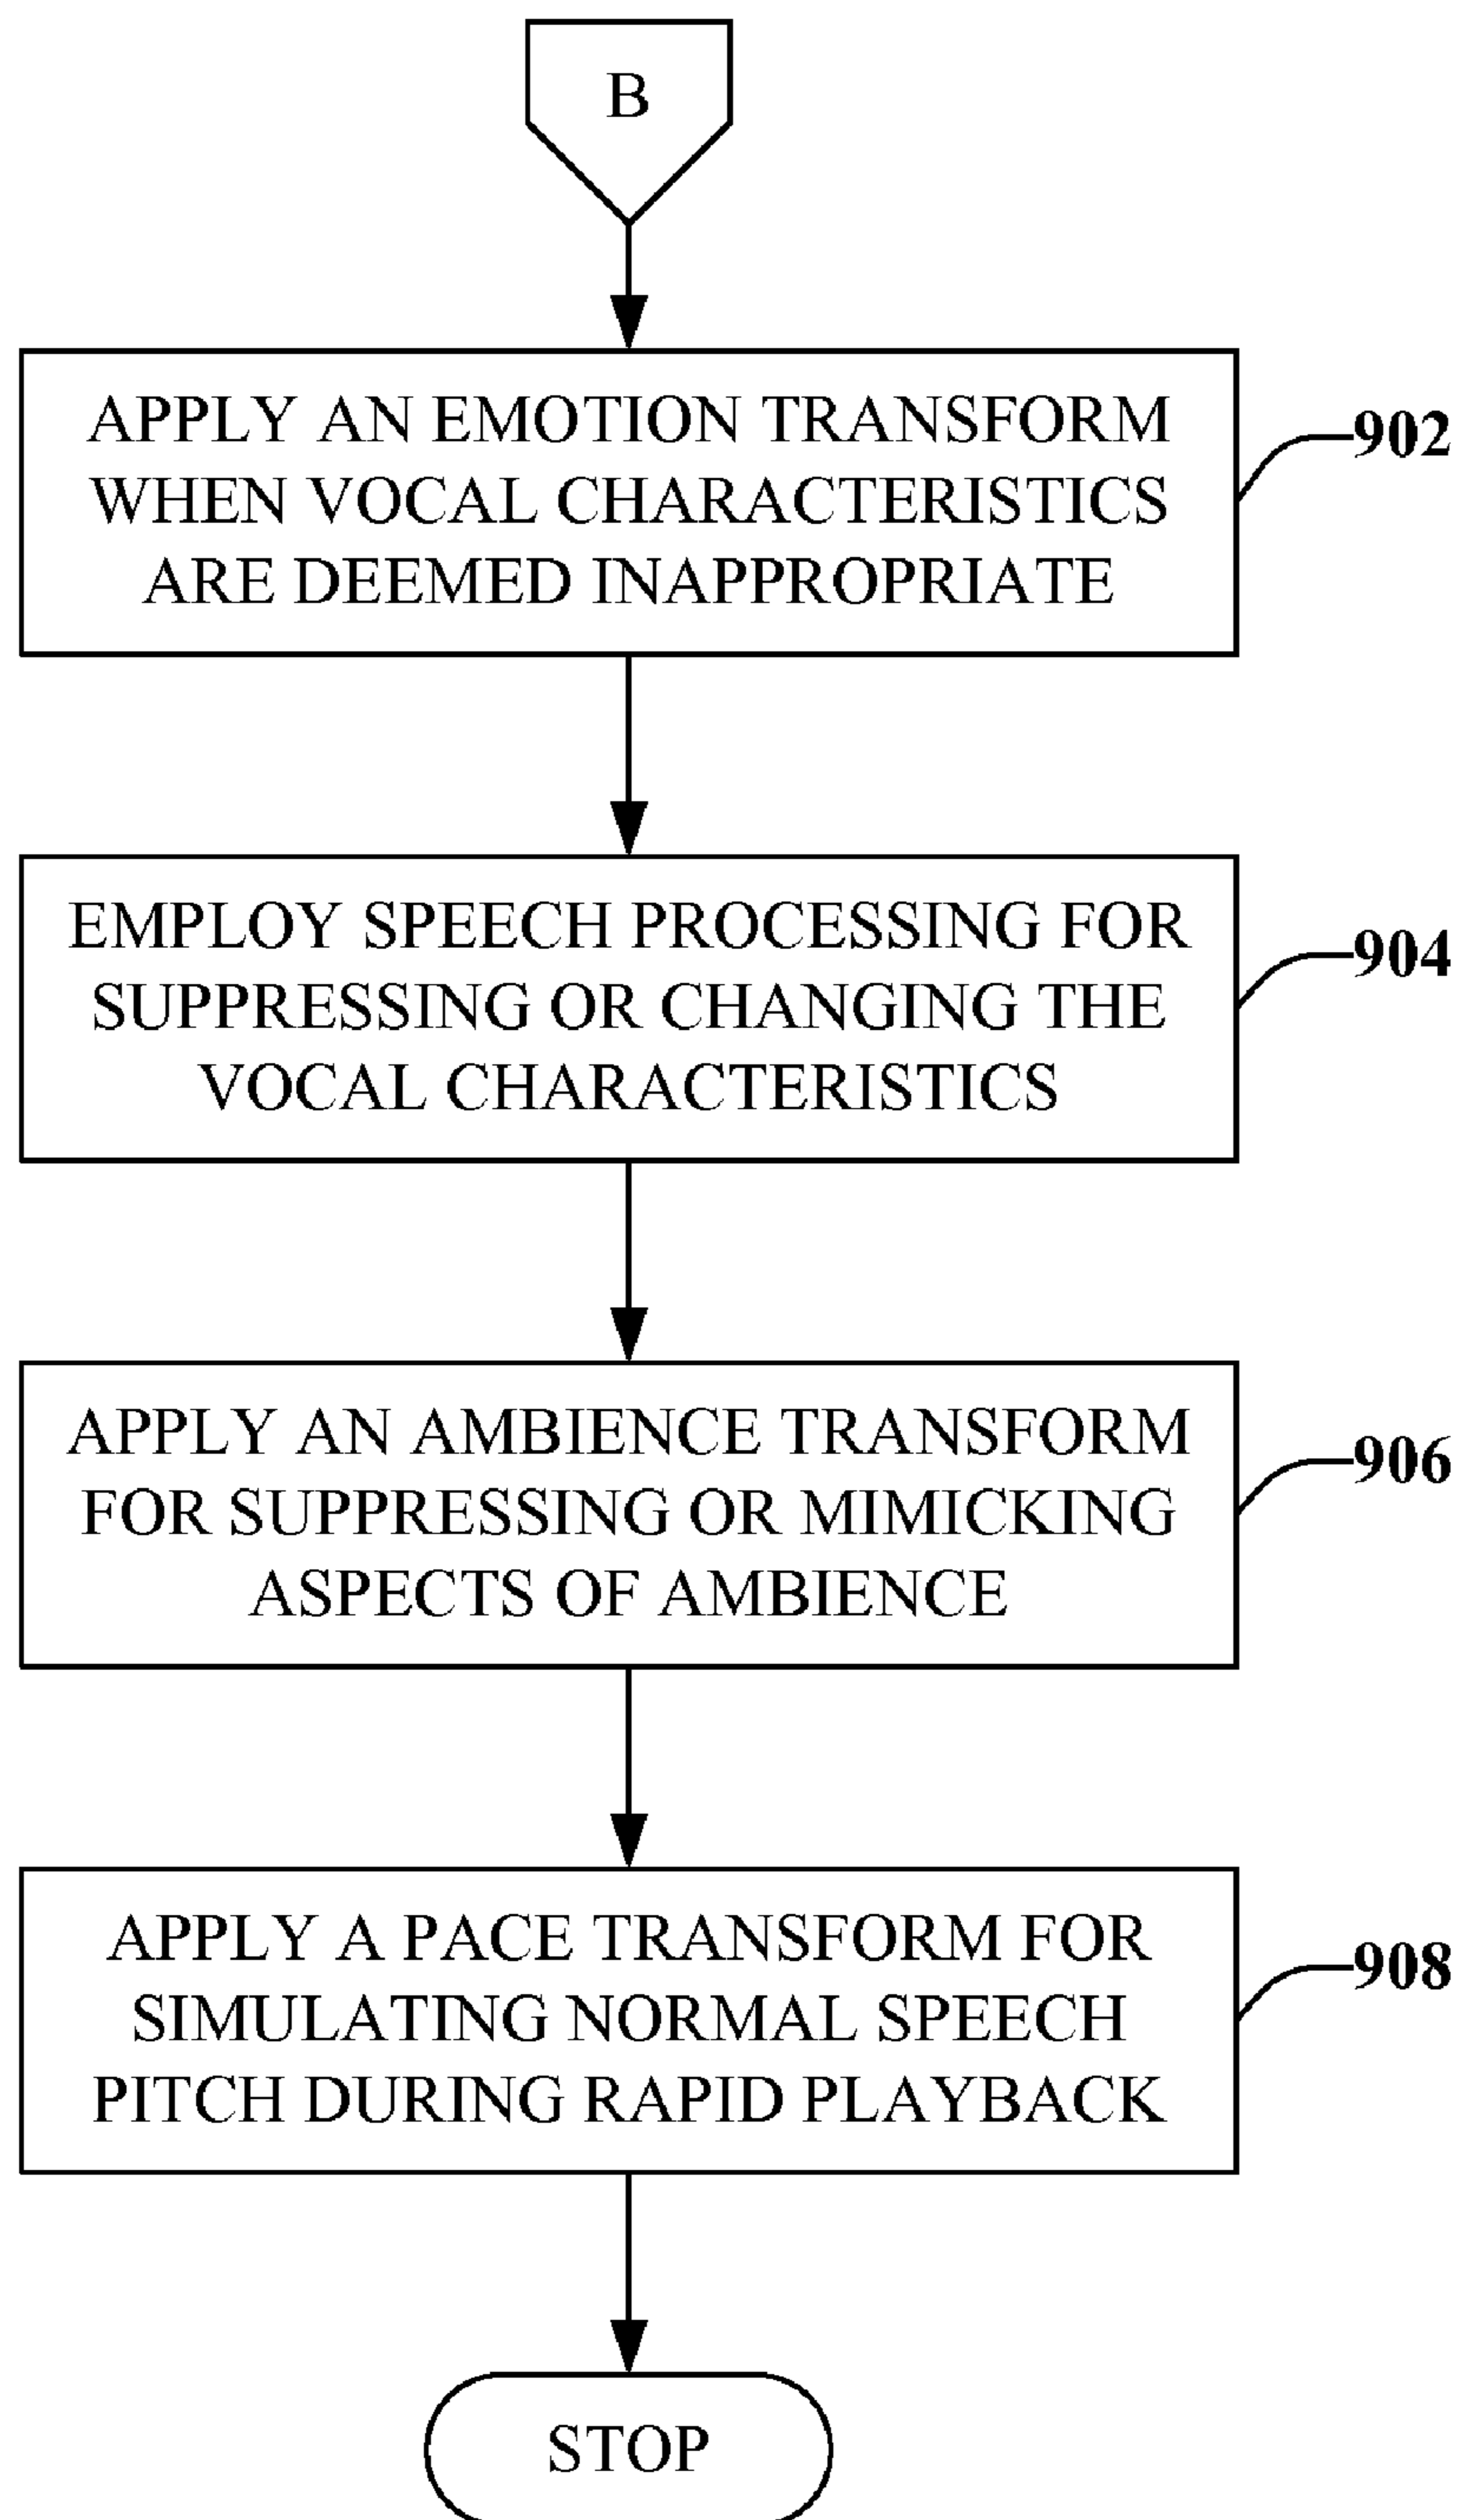 B
APPLY AN EMOTION TRANSFORM
WHEN VOCAL CHARACTERISTICS
ARE DEEMED INAPPROPRIATE
902
EMPLOY SPEECH PROCESSING FOR
SUPPRESSING OR CHANGING THE
VOCAL CHARACTERISTICS
904
APPLY AN AMBIENCE TRANSFORM
FOR SUPPRESSING OR MIMICKING
ASPECTS OF AMBIENCE
906
APPLY A PACE TRANSFORM FOR
SIMULATING NORMAL SPEECH
PITCH DURING RAPID PLAYBACK
908
STOP